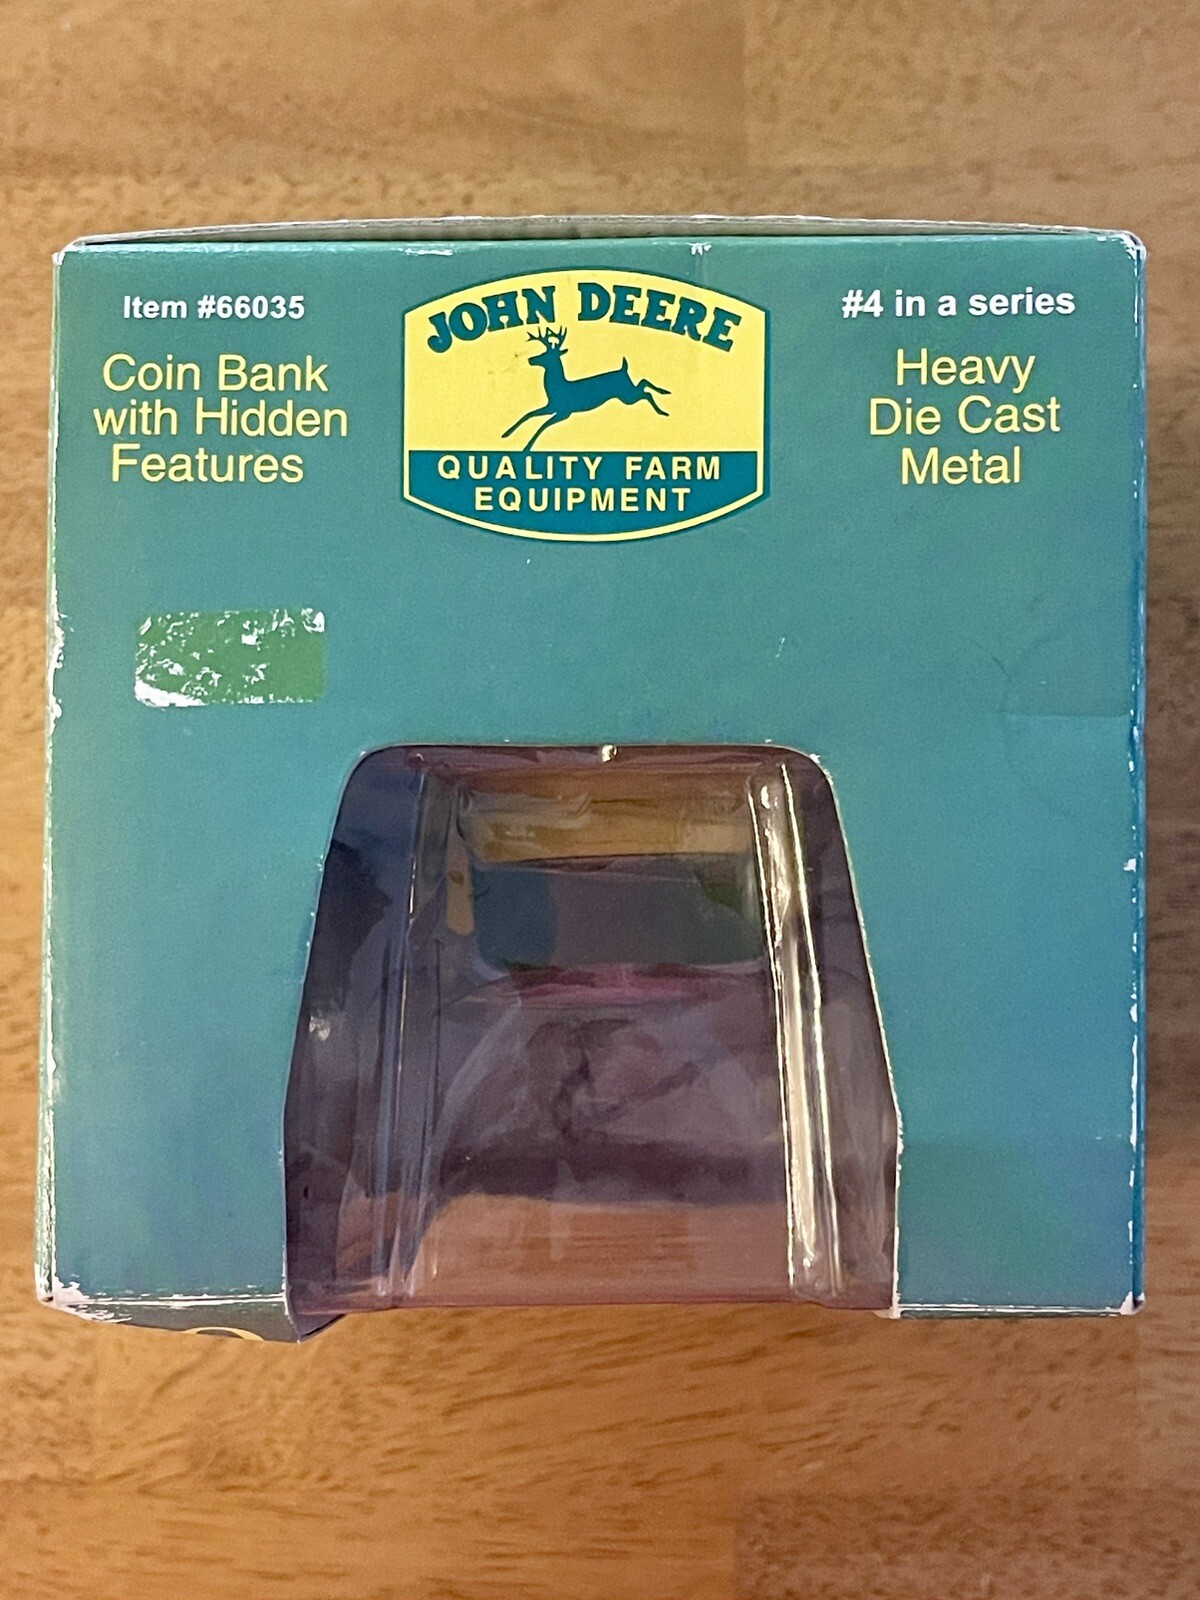 Item #66035
Coin Bank
with Hidden
Features
JOHN DEERE
QUALITY FARM
EQUIPMENT
#4 in a series
Heavy
Die Cast
Metal